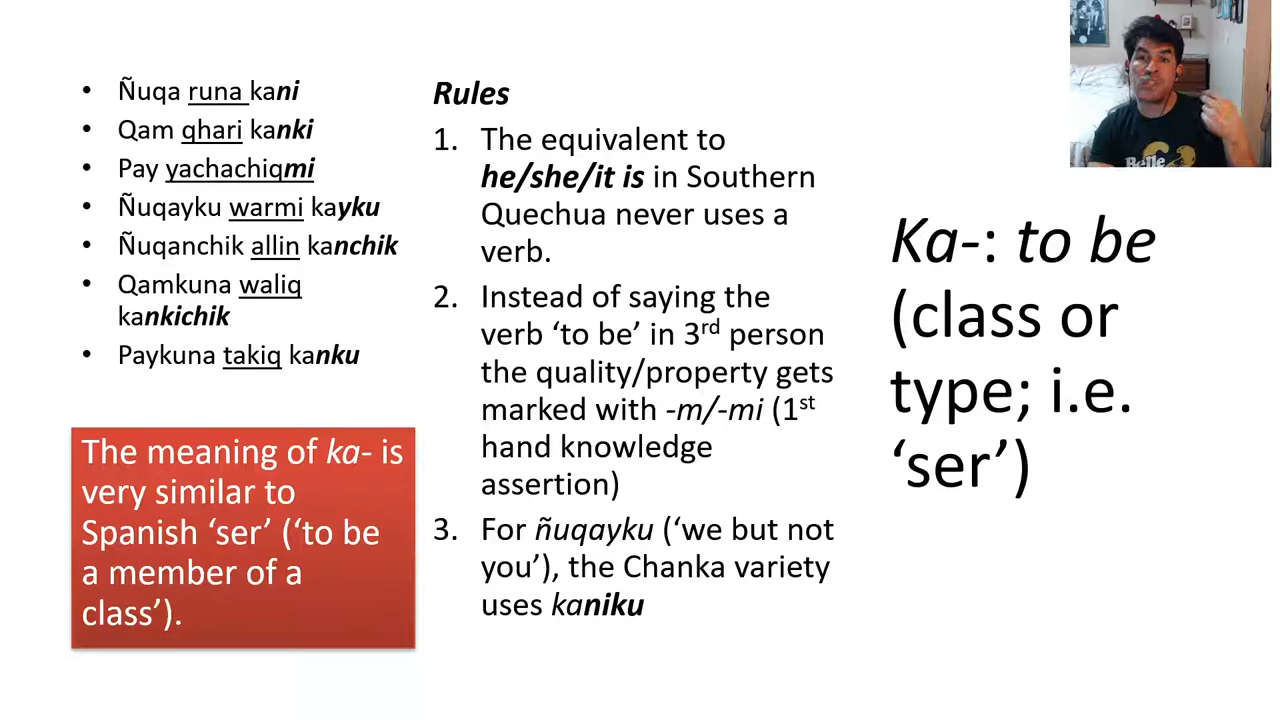 Ñuqa runa kani
Qam qhari kanki
Pay yachachiqmi
Ñuqayku warmi kayku
Ñuqanchik allin kanchik
Qamkuna waliq
kankichik
Paykuna takiq kanku
The meaning of ka- is
very similar to
Spanish ‘ser’ (‘to be
a member of a
class’).
Rules
1. The equivalent to
he/she/it is in Southern
Quechua never uses a
verb.
2. Instead of saying the
verb ‘to be’ in 3rd person
the quality/property gets
marked with -m/-mi (1st
hand knowledge
assertion)
3. For ñuqayku (‘we but not
you’), the Chanka variety
uses kaniku
Ka-: to be
(class or
type; i.e.
‘ser’)
Belle